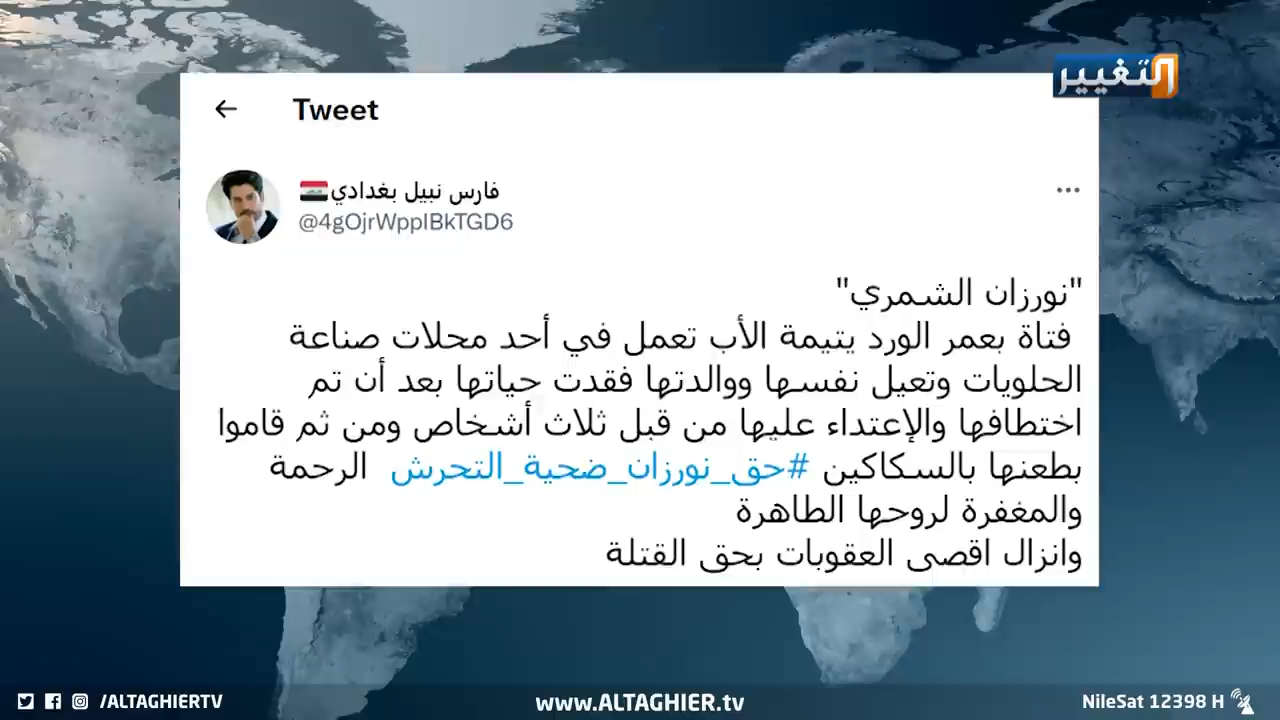 التغيير
Tweet
فارس نبيل بغدادي
@4gOjrWppIBkTGD6
"نورزان الشمري"
فتاة بعمر الورد يتيمة الأب تعمل في أحد محلات صناعة
الحلويات وتعيل نفسها ووالدتها فقدت حياتها بعد أن تم
اختطافها والإعتداء عليها من قبل ثلاث أشخاص ومن ثم قاموا
بطعنها بالسكاكين #حق_نورزان_ضحية_التحرش الرحمة
والمغفرة لروحها الطاهرة
وانزال اقصى العقوبات بحق القتلة
/ALTAGHIERTV
www.ALTAGHIER.tv
NileSat 12398 H